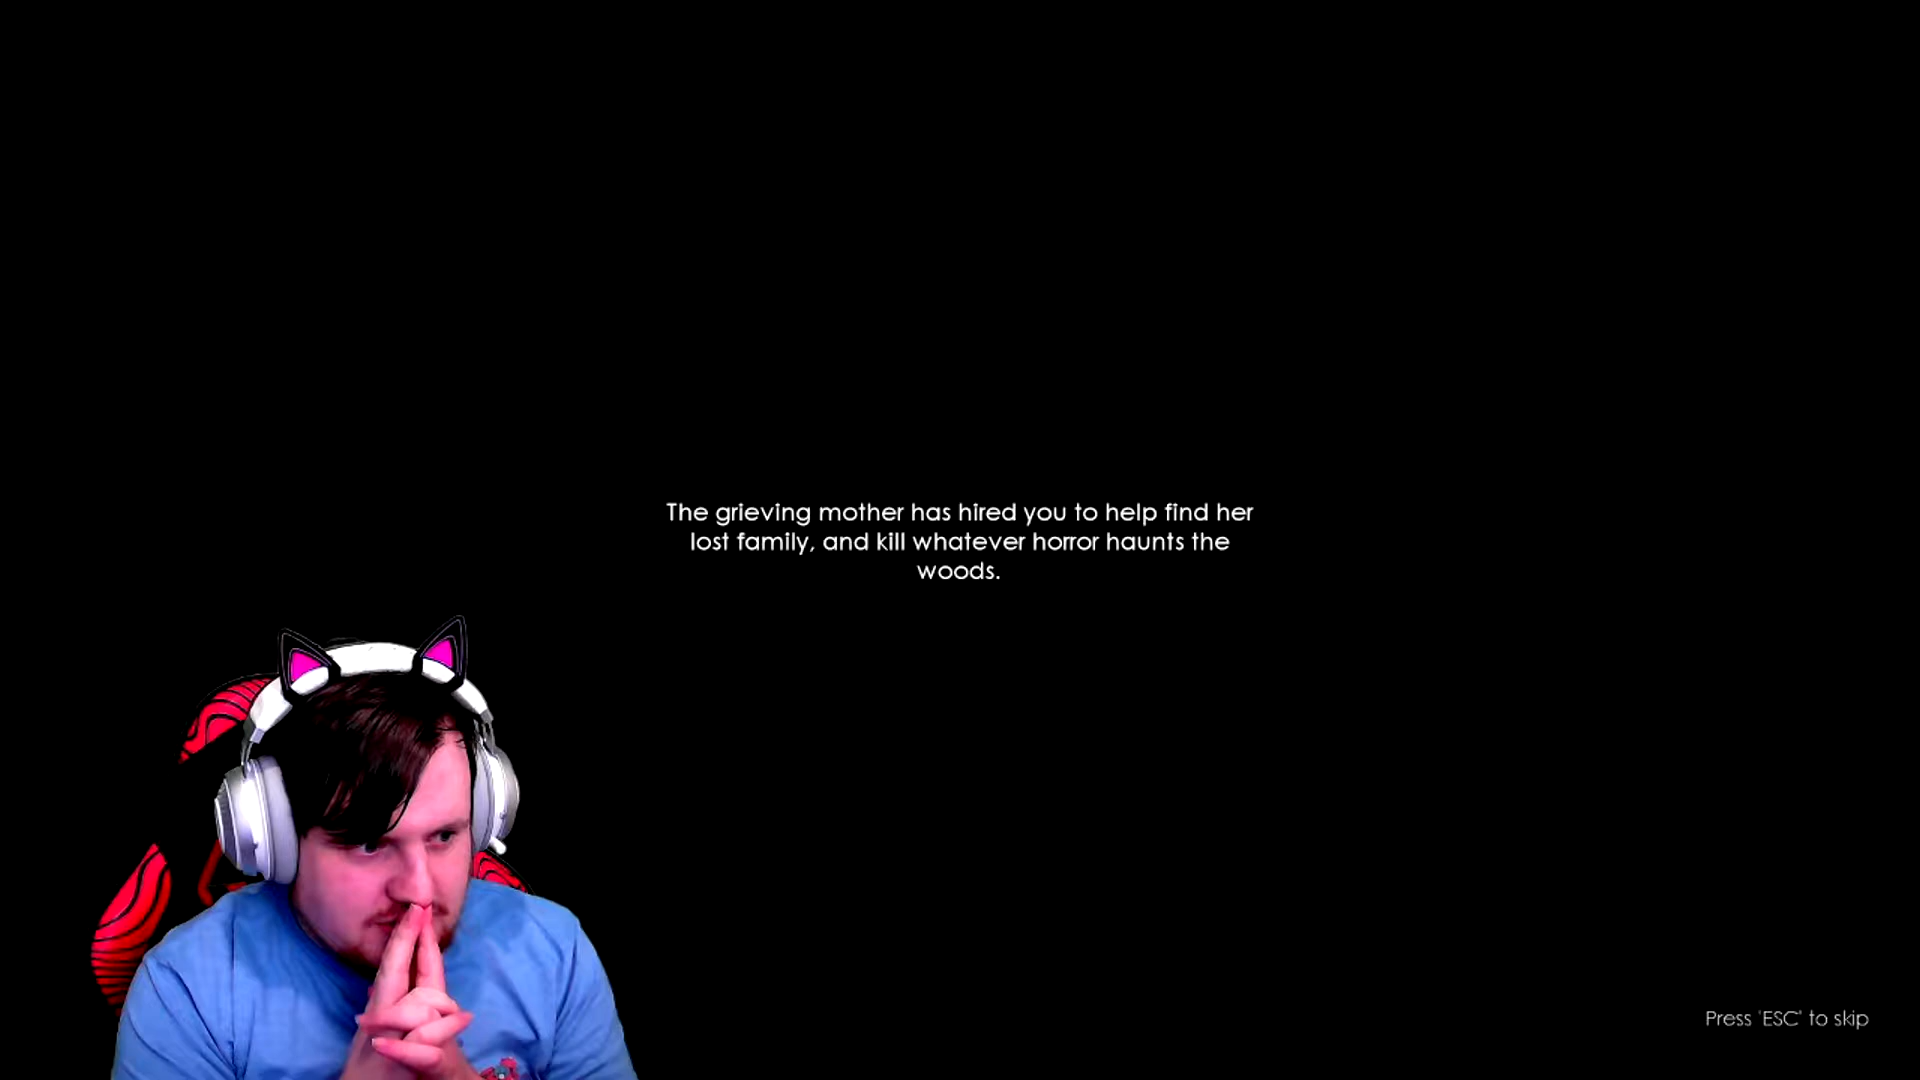 The grieving mother has hired you to help find her
lost family, and kill whatever horror haunts the
woods.
Press 'ESC' to skip